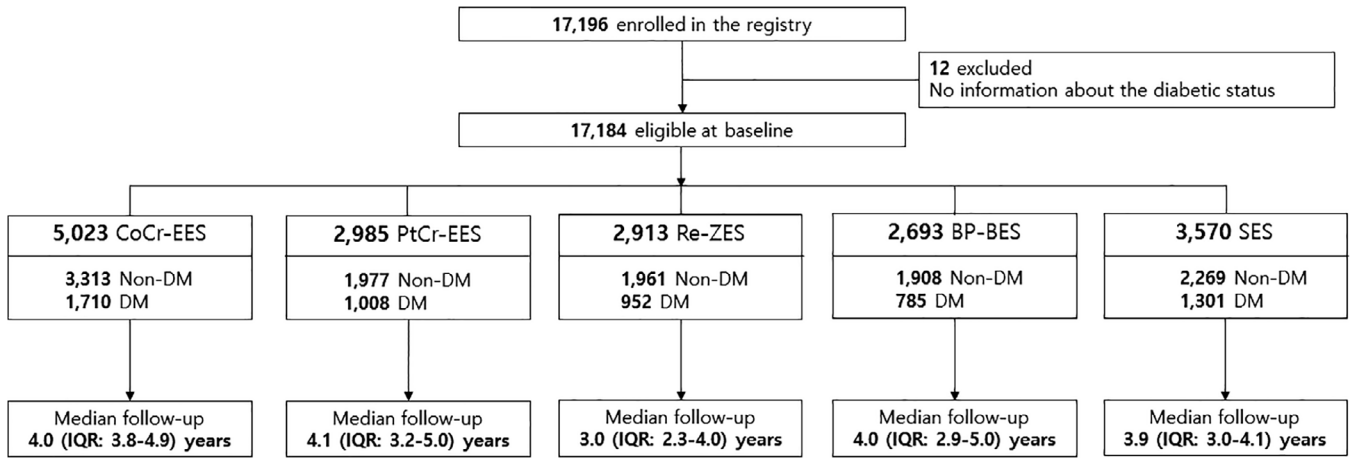 17,196 enrolled in the registry
12 excluded
No information about the diabetic status
17,184 eligible at baseline
5,023 CoCr-EES
3,313 Non-DM
1,710 DM
Median follow-up
4.0 (IQR: 3.8-4.9) years
2,985 PtCr-EES
1,977 Non-DM
1,008 DM
Median follow-up
4.1 (IQR: 3.2-5.0) years
2,913 Re-ZES
1,961 Non-DM
952 DM
Median follow-up
3.0 (IQR: 2.3-4.0) years
2,693 BP-BES
1,908 Non-DM
785 DM
Median follow-up
4.0 (IQR: 2.9-5.0) years
3,570 SES
2,269 Non-DM
1,301 DM
Median follow-up
3.9 (IQR: 3.0-4.1) years